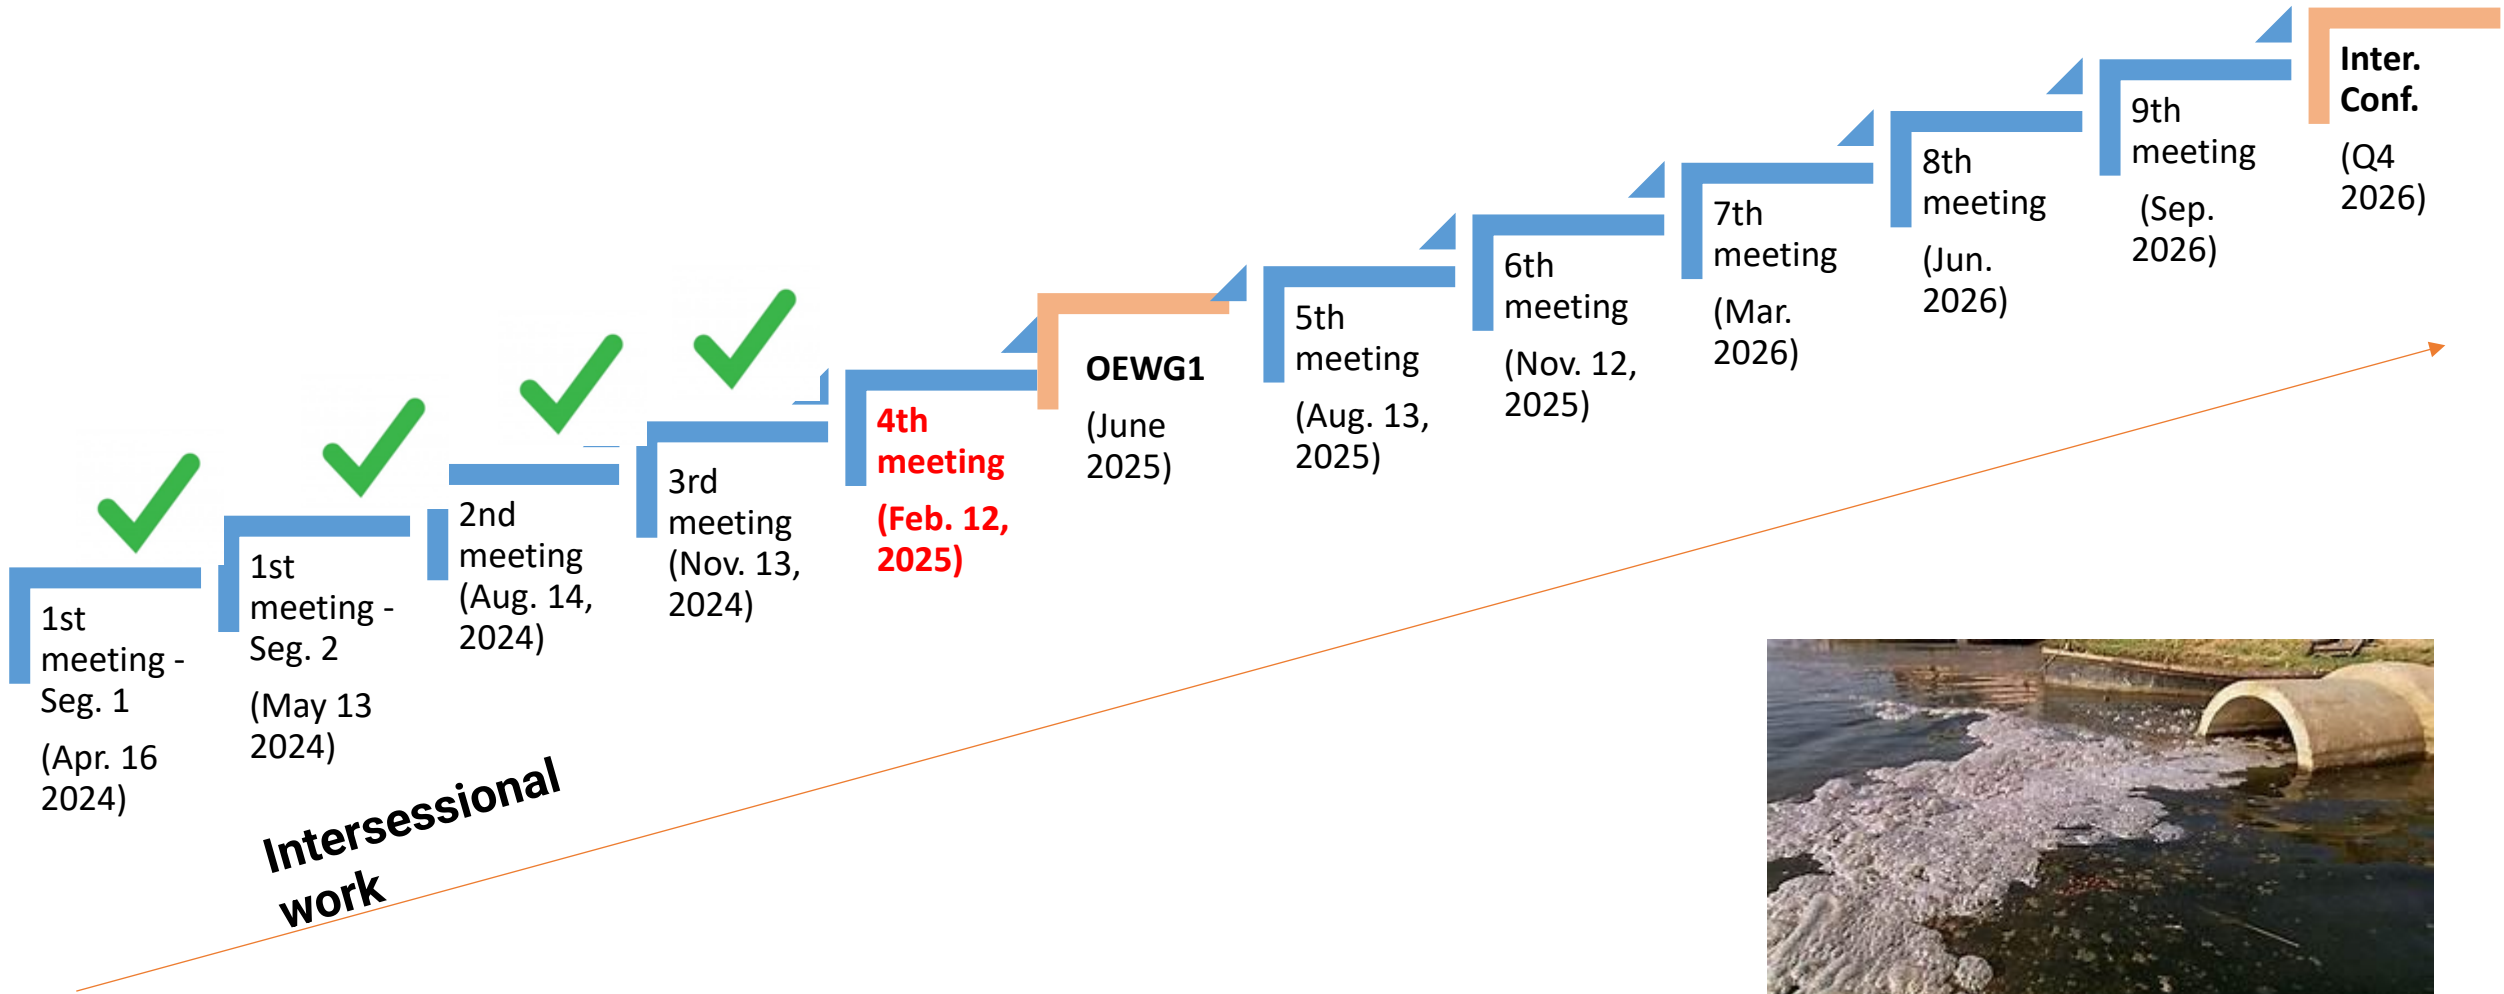 1st
meeting -
Seg. 1
(Apr. 16
2024)
1st
meeting -
Seg. 2
(May 13
2024)
2nd
meeting
(Aug. 14,
2024)
3rd
meeting
(Nov. 13,
2024)
4th
meeting
(Feb. 12,
2025)
OEWG1
(June
2025)
5th
meeting
(Aug. 13,
2025)
6th
meeting
(Nov. 12,
2025)
7th
meeting
(Mar.
2026)
8th
meeting
(Jun.
2026)
9th
meeting
(Sep.
2026)
Inter.
Conf.
(Q4
2026)
Intersessional
work